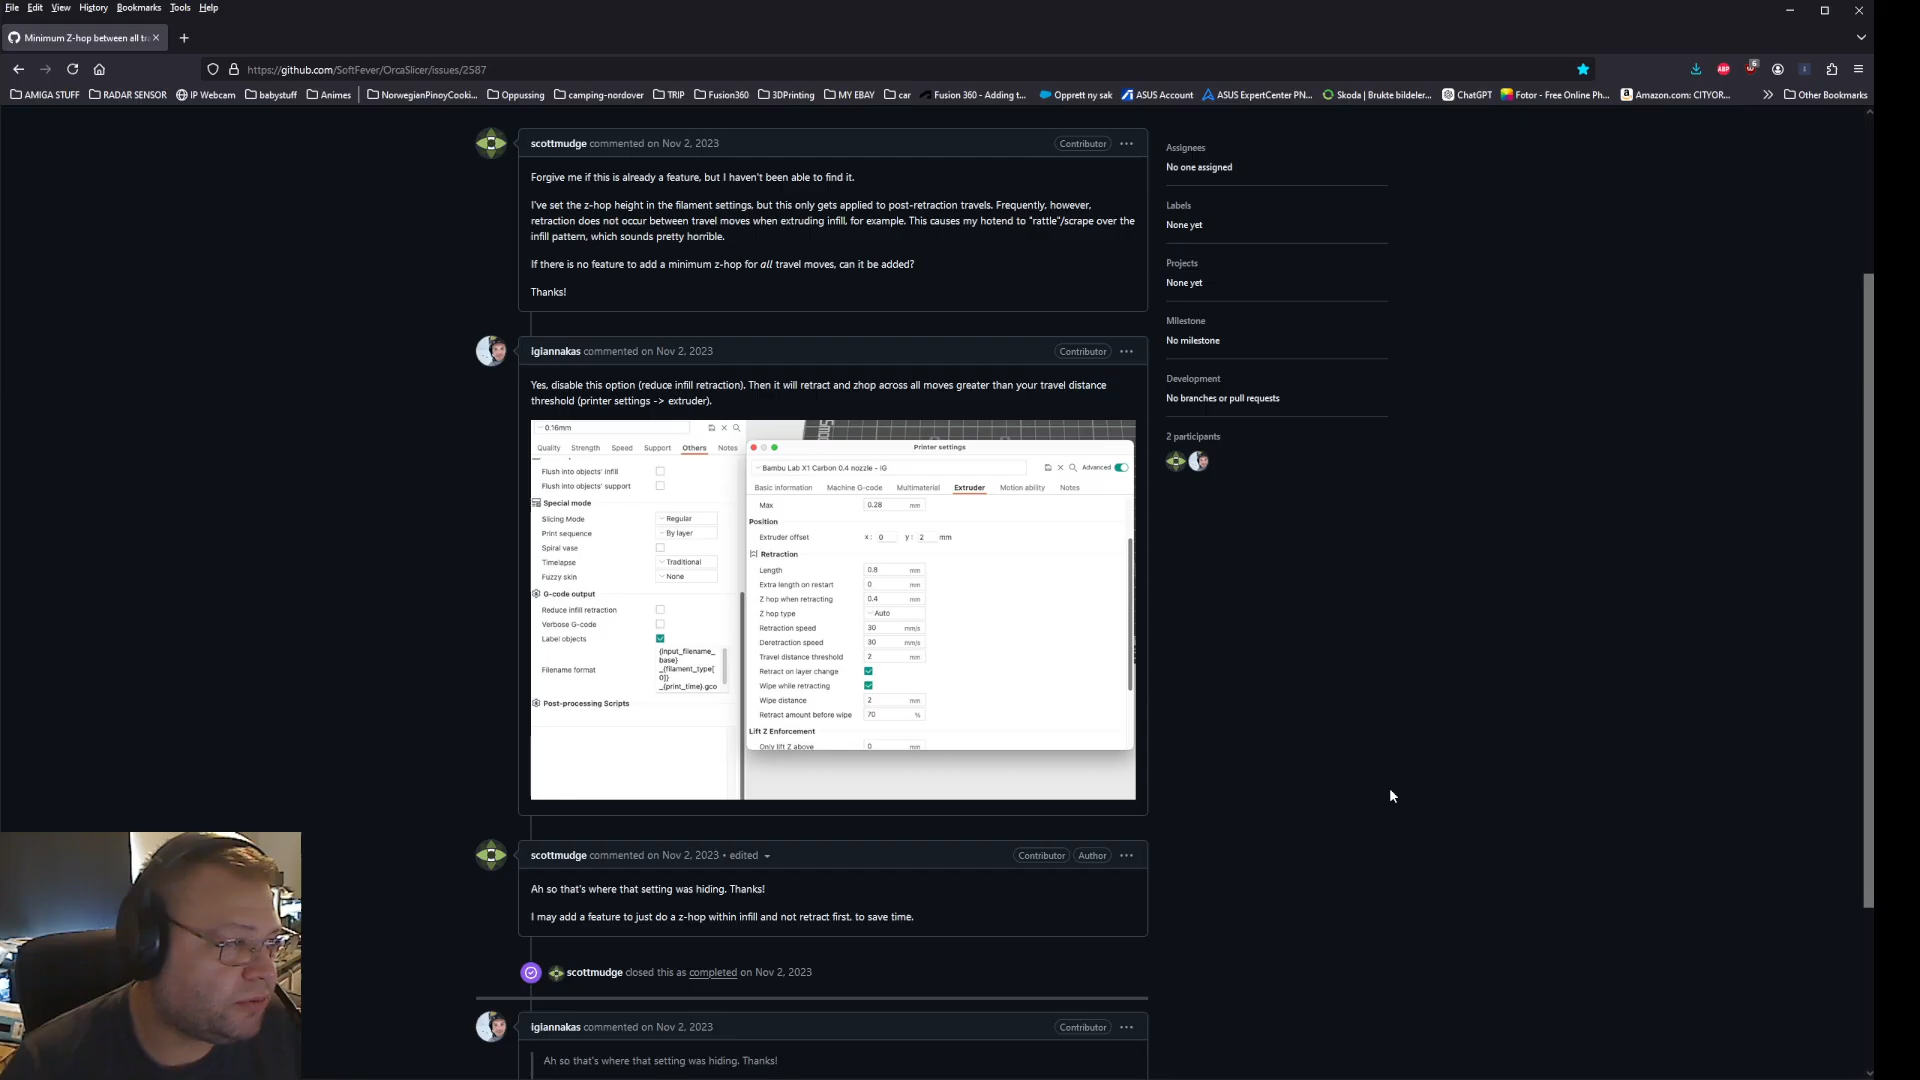 File Edit View History Bookmarks Tools Help
Minimum Z-hop between all tr
https://github.com/SoftFever/OrcaSlicer/issues/2587
ABP
6
AMIGA STUFF RADAR SENSOR IP Webcam babystuff Animes NorwegianPinoyCooki... Oppussing camping-nordover TRIP Fusion360 3DPrinting MY EBAY car Fusion 360 - Adding t... Opprett ny sak ASUS Account ASUS ExpertCenter PN... Skoda | Brukte bildeler... ChatGPT Fotor - Free Online Ph... Amazon.com: CITYOR... Other Bookmarks
scottmudge commented on Nov 2, 2023 Contributor
Forgive me if this is already a feature, but I haven't been able to find it.
I've set the z-hop height in the filament settings, but this only gets applied to post-retraction travels. Frequently, however,
retraction does not occur between travel moves when extruding infill, for example. This causes my hotend to "rattle"/scrape over the
infill pattern, which sounds pretty horrible.
If there is no feature to add a minimum z-hop for all travel moves, can it be added?
Thanks!
Assignees
No one assigned
Labels
None yet
Projects
None yet
Milestone
No milestone
Development
No branches or pull requests
2 participants
igiannakas commented on Nov 2, 2023 Contributor
Yes, disable this option (reduce infill retraction). Then it will retract and zhop across all moves greater than your travel distance
threshold (printer settings -> extruder).
0.16mm
Quality Strength Speed Support Others Notes
Flush into objects' infill
Flush into objects' support
Special mode
Slicing Mode Regular
Print sequence By layer
Spiral vase
Timelapse Traditional
Fuzzy skin None
G-code output
Reduce infill retraction
Verbose G-code
Label objects
Filename format {input_filename_
base}
_{filament_type[
0]}
_{print_time}.gco
Post-processing Scripts
Printer settings
Bambu Lab X1 Carbon 0.4 nozzle - IG Advanced
Basic information Machine G-code Multimaterial Extruder Motion ability Notes
Max 0.28 mm
Position
Extruder offset x: 0 y: 2 mm
Retraction
Length 0.8 mm
Extra length on restart 0 mm
Z hop when retracting 0.4 mm
Z hop type Auto
Retraction speed 30 mm/s
Deretraction speed 30 mm/s
Travel distance threshold 2 mm
Retract on layer change
Wipe while retracting
Wipe distance 2 mm
Retract amount before wipe 70 %
Lift Z Enforcement
Only lift Z above 0 mm
scottmudge commented on Nov 2, 2023 • edited Contributor Author
Ah so that's where that setting was hiding. Thanks!
I may add a feature to just do a z-hop within infill and not retract first, to save time.
scottmudge closed this as completed on Nov 2, 2023
igiannakas commented on Nov 2, 2023 Contributor
Ah so that's where that setting was hiding. Thanks!